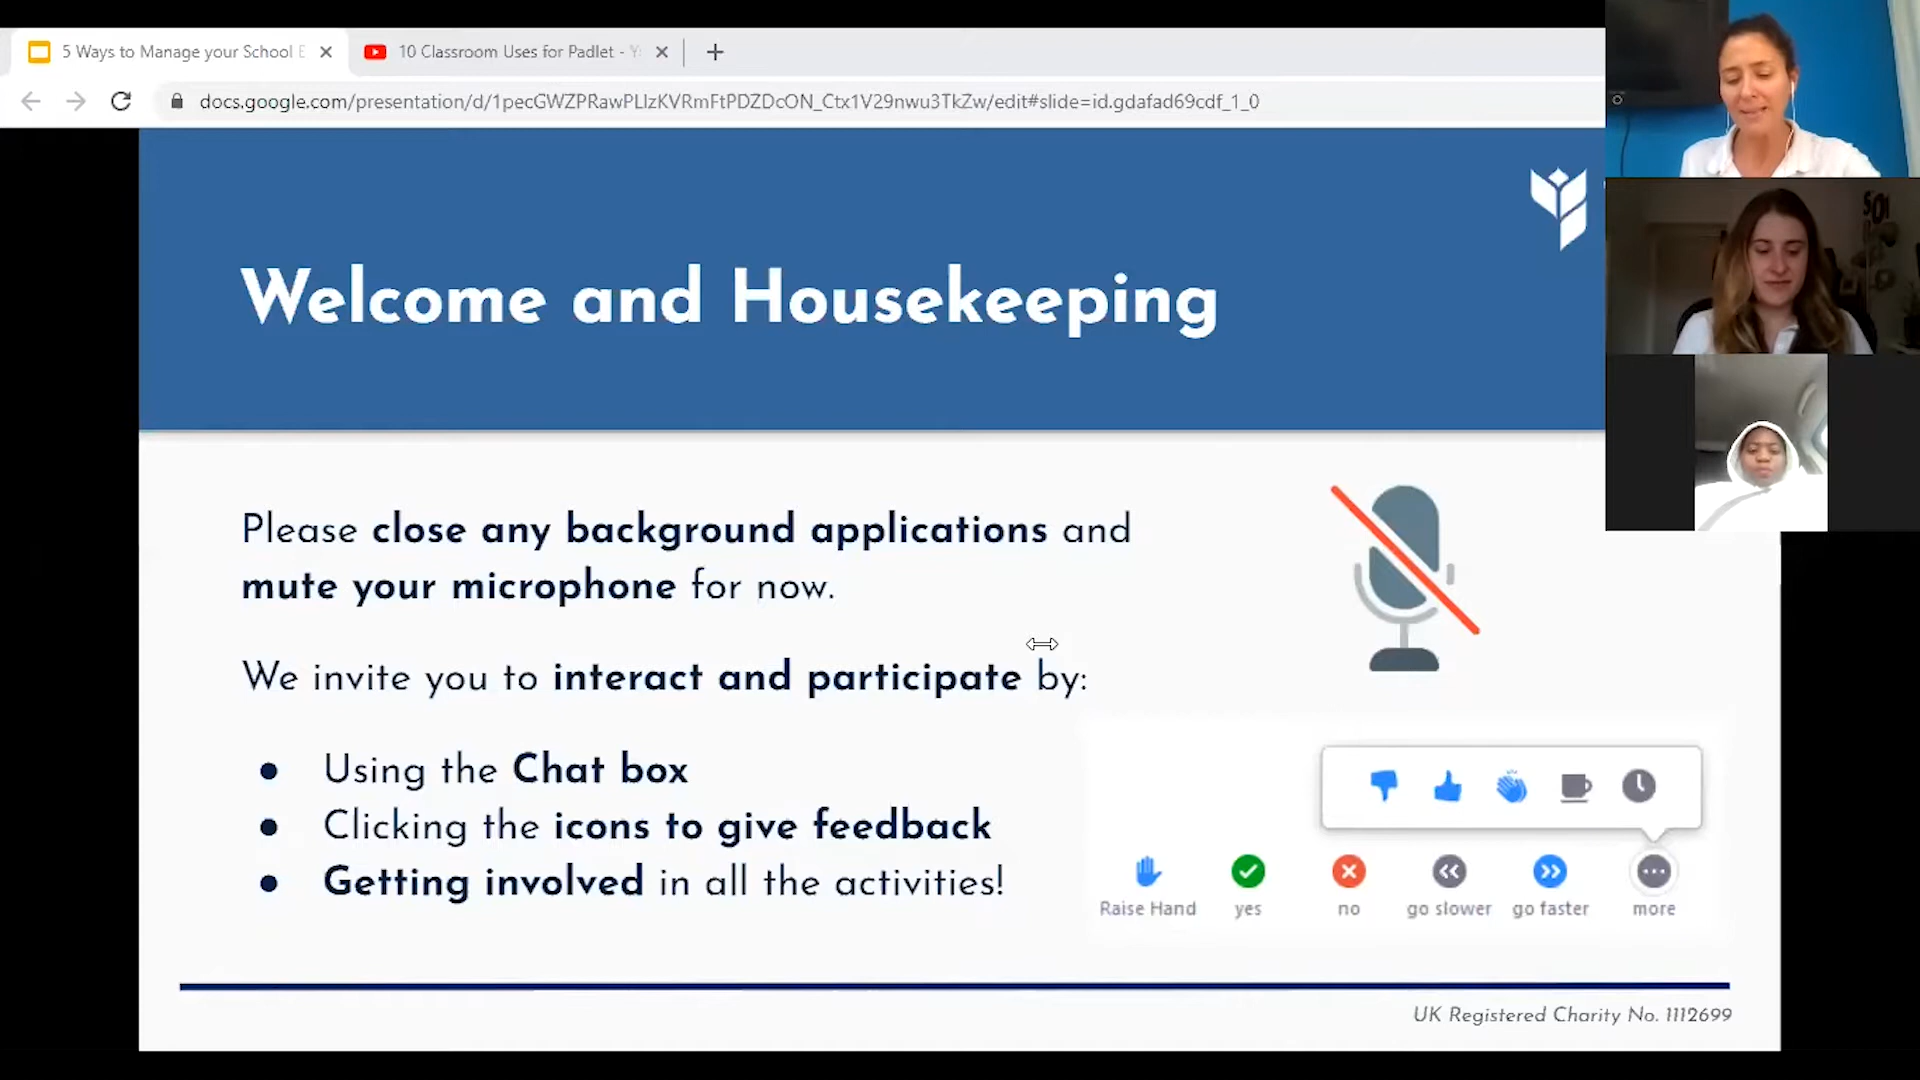 5 Ways to Manage your School E
10 Classroom Uses for Padlet - Y
docs.google.com/presentation/d/1pecGWZPRawPLIzKVRmFtPDZDcON_Ctx1V29nwu3TkZw/edit#slide=id.gdafad69cdf_1_0
Welcome and Housekeeping
Please close any background applications and
mute your microphone for now.
We invite you to interact and participate by:
● Using the Chat box
● Clicking the icons to give feedback
● Getting involved in all the activities!
Raise Hand yes no go slower go faster more
UK Registered Charity No. 1112699